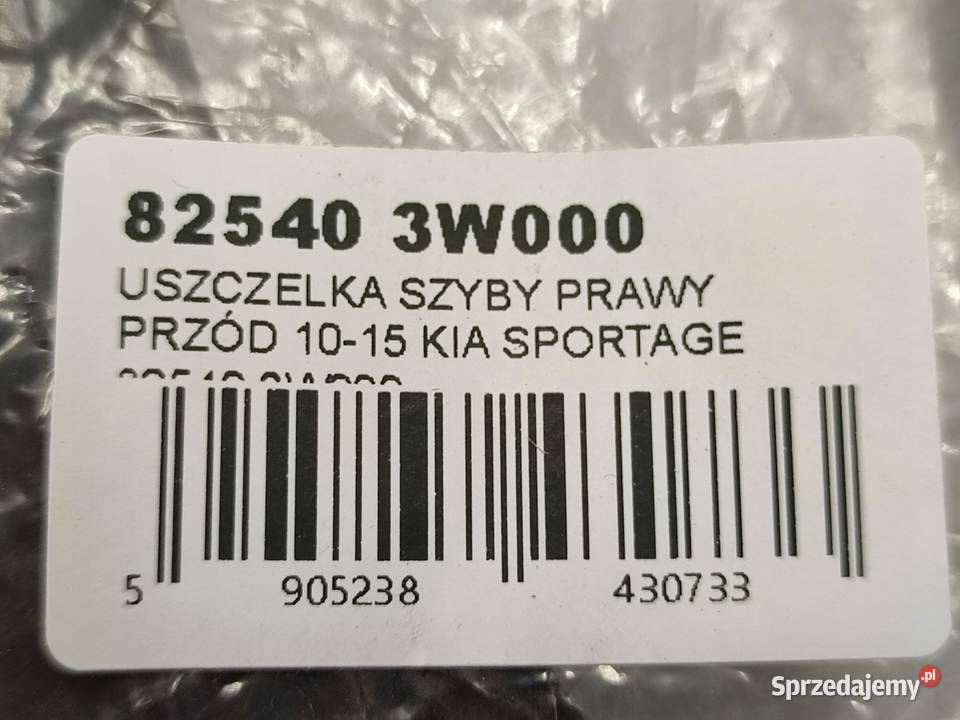 82540 3W000
USZCZELKA SZYBY PRAWY
PRZÓD 10-15 KIA SPORTAGE
5 905238 430733
Sprzedajemy.pl